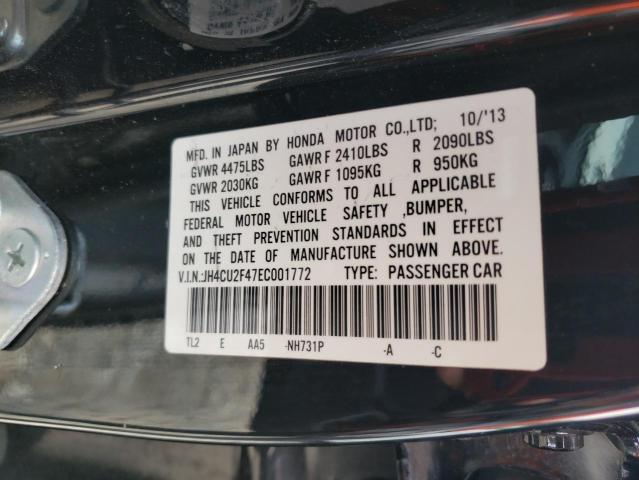 MFD. IN JAPAN BY HONDA MOTOR CO.,LTD; 10/'13
GVWR 4475LBS GAWR F 2410LBS R 2090LBS
GVWR 2030KG GAWR F 1095KG R 950KG
THIS VEHICLE CONFORMS TO ALL APPLICABLE
FEDERAL MOTOR VEHICLE SAFETY ,BUMPER,
AND THEFT PREVENTION STANDARDS IN EFFECT
ON THE DATE OF MANUFACTURE SHOWN ABOVE.
V.I.N.:JH4CU2F47EC001772 TYPE: PASSENGER CAR
TL2 E AA5 -NH731P -A -C